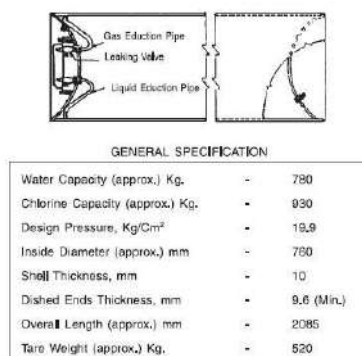 Gas Eduction Pipe
Leaking Valve
Liquid Eduction Pipe
GENERAL SPECIFICATION
Water Capacity (approx.) Kg. - 780
Chlorine Capacity (approx.) Kg. - 930
Design Pressure, Kg/Cm² - 19.9
Inside Diameter (approx.) mm - 760
Shell Thickness, mm - 10
Dished Ends Thickness, mm - 9.6 (Min.)
Overall Length (approx.) mm - 2085
Tare Weight (approx.) Kg. - 520